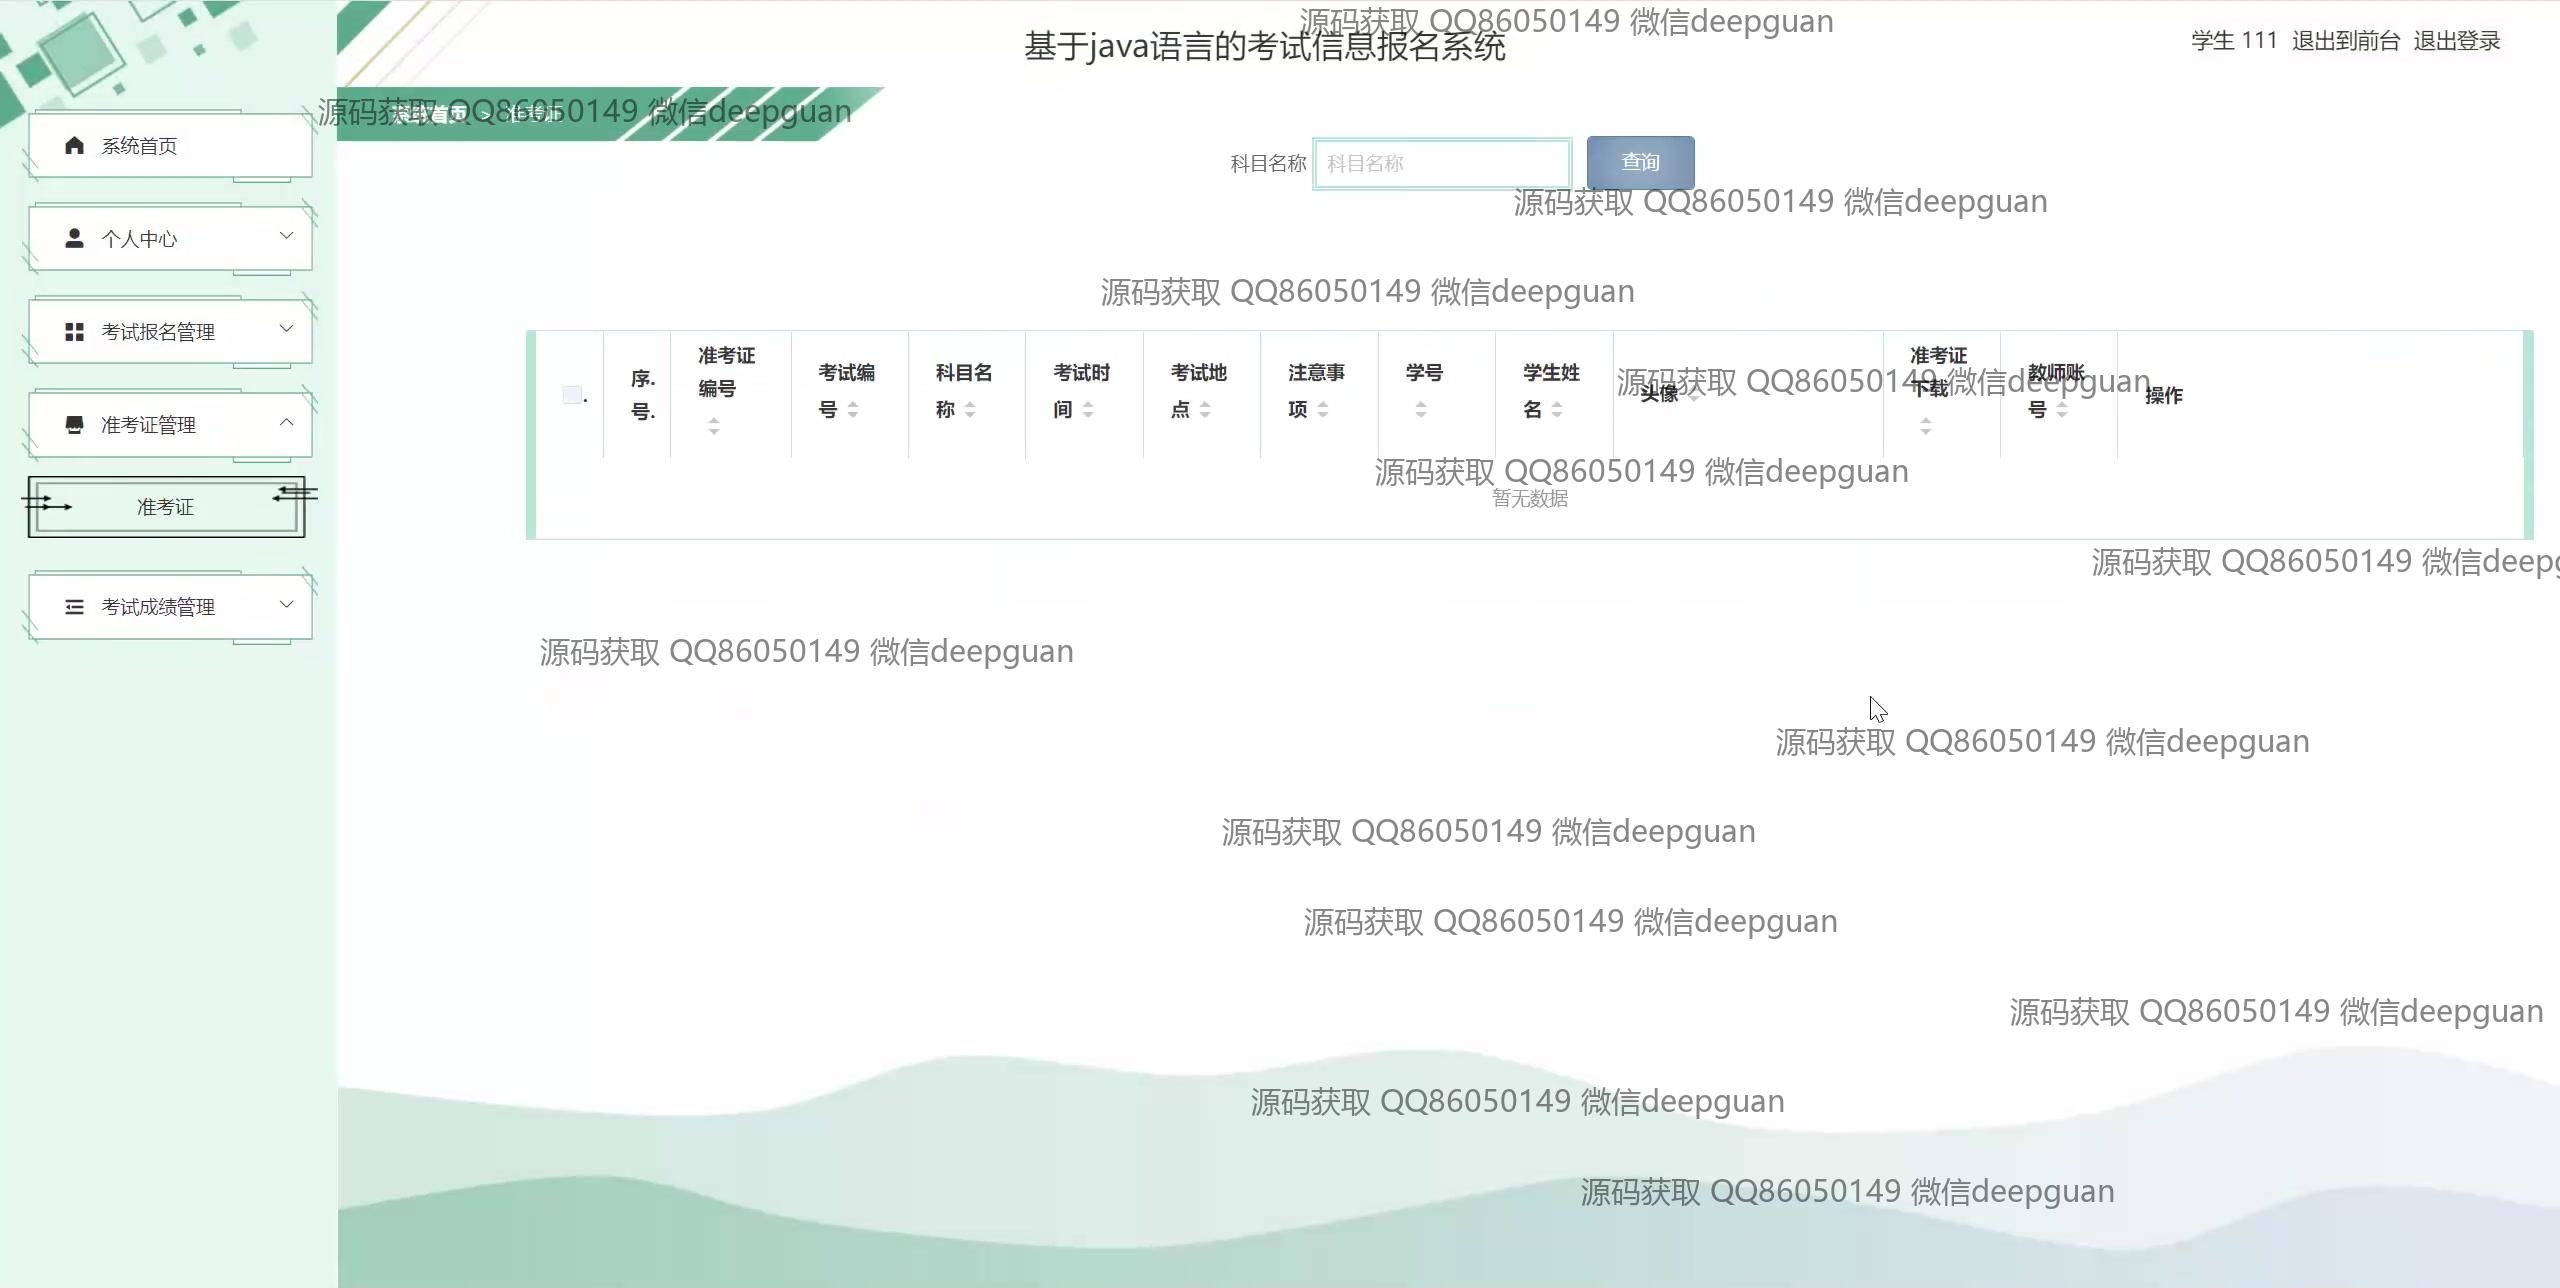 源码获取 QQ86050149 微信deepguan
基于java语言的考试信息报名系统
学生 111 退出到前台 退出登录
源码获取 QQ86050149 微信deepguan
系统首页 > 准考证
系统首页
科目名称 科目名称 查询
源码获取 QQ86050149 微信deepguan
个人中心
源码获取 QQ86050149 微信deepguan
考试报名管理
序.
号.
准考证
编号
考试编
号
科目名
称
考试时
间
考试地
点
注意事
项
学号
学生姓
名
头像
准考证
下载
教师账
号
操作
源码获取 QQ86050149 微信deepguan
准考证管理
源码获取 QQ86050149 微信deepguan
暂无数据
准考证
源码获取 QQ86050149 微信deepg
考试成绩管理
源码获取 QQ86050149 微信deepguan
源码获取 QQ86050149 微信deepguan
源码获取 QQ86050149 微信deepguan
源码获取 QQ86050149 微信deepguan
源码获取 QQ86050149 微信deepguan
源码获取 QQ86050149 微信deepguan
源码获取 QQ86050149 微信deepguan